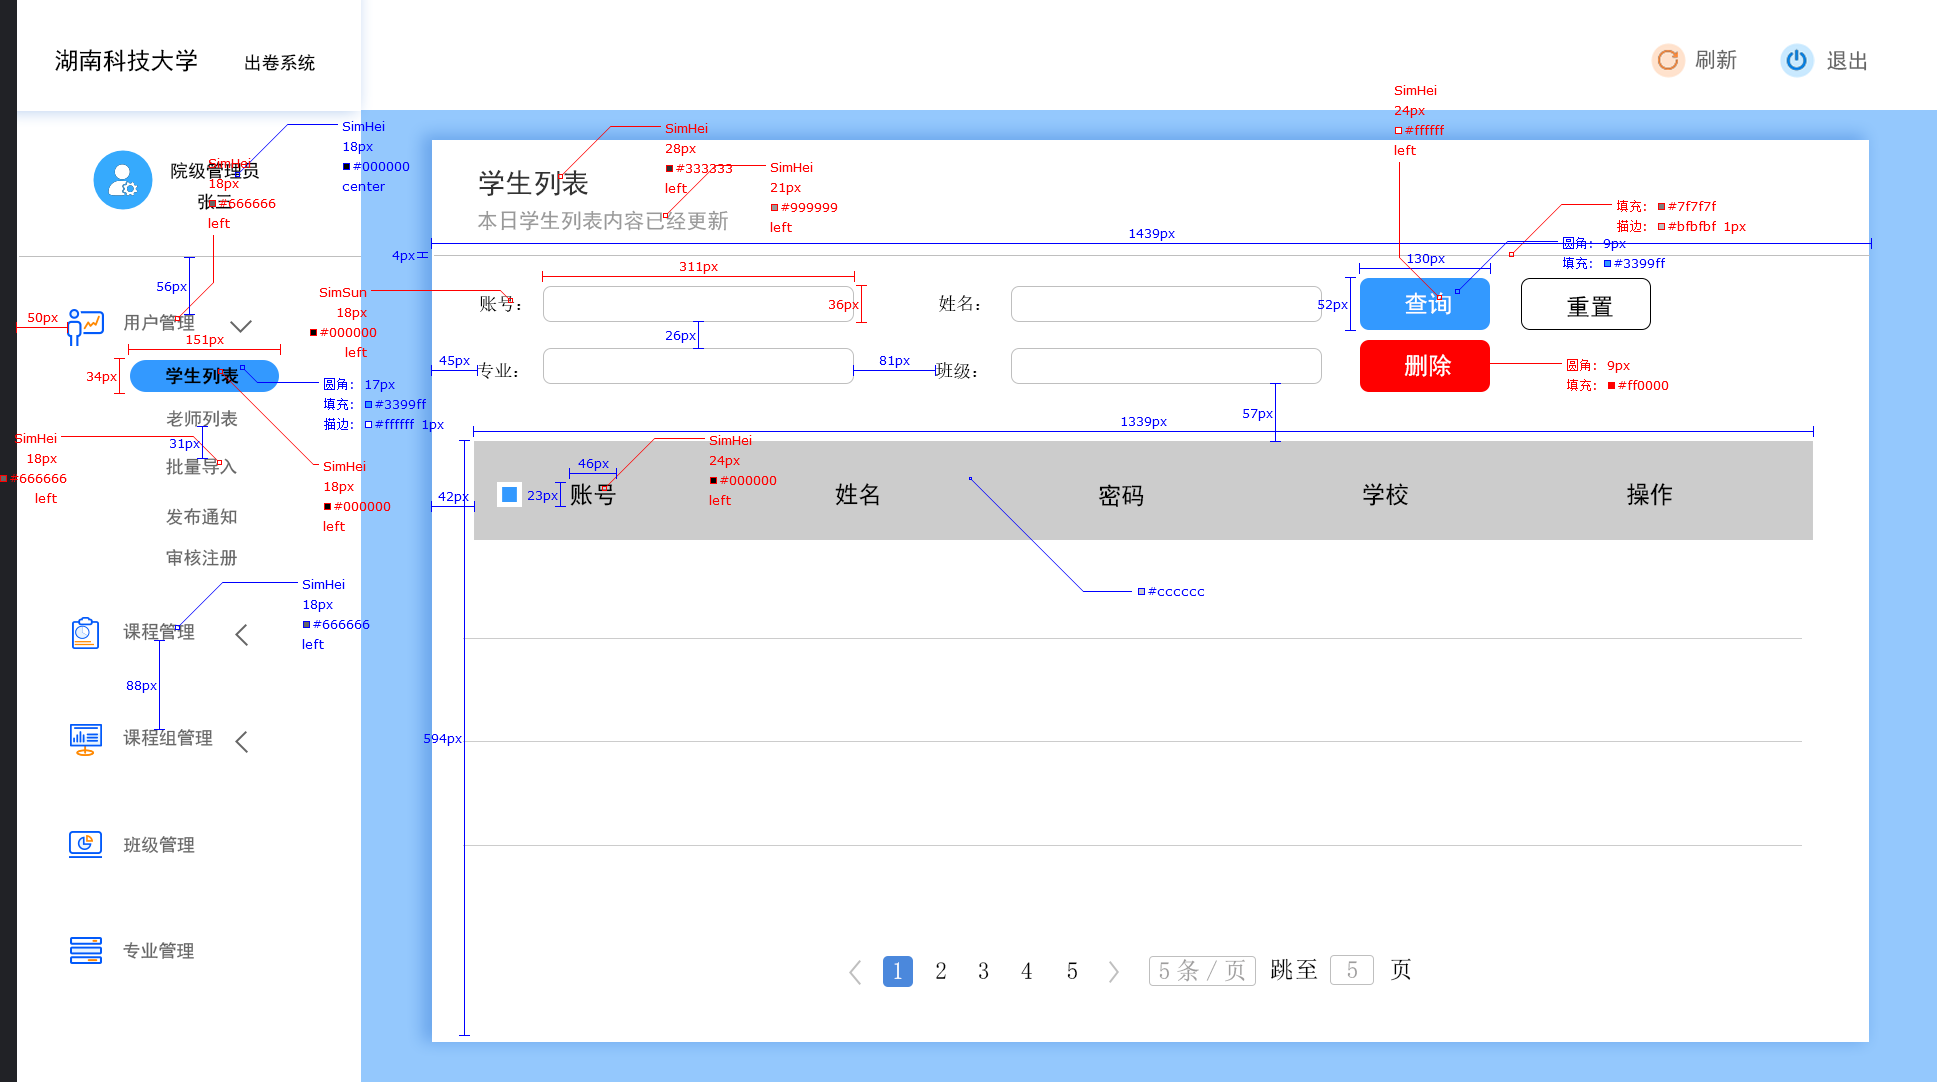 湖南科技大学 出卷系统
刷新 退出
SimHei
24px
#ffffff
left
SimHei
18px
#000000
center
院级管理员
张三
SimHei
18px
#666666
left
SimHei
28px
#333333
left
SimHei
21px
#999999
left
学生列表
本日学生列表内容已经更新
填充: #7f7f7f
描边: #bfbfbf 1px
1439px
4px
圆角: 9px
填充: #3399ff
56px
311px
130px
SimSun
18px
#000000
left
账号：
36px
姓名：
52px
查询
重置
50px
用户管理
26px
151px
45px
专业：
81px
班级：
删除
圆角: 9px
填充: #ff0000
34px
学生列表
圆角: 17px
填充: #3399ff
描边: #ffffff 1px
老师列表
57px
1339px
SimHei
18px
#666666
left
31px
批量导入
SimHei
18px
#000000
left
SimHei
24px
#000000
left
46px
42px
23px
账号 姓名 密码 学校 操作
发布通知
审核注册
#cccccc
SimHei
18px
#666666
left
课程管理
88px
课程组管理
594px
班级管理
专业管理
1 2 3 4 5 5条/页 跳至 5 页